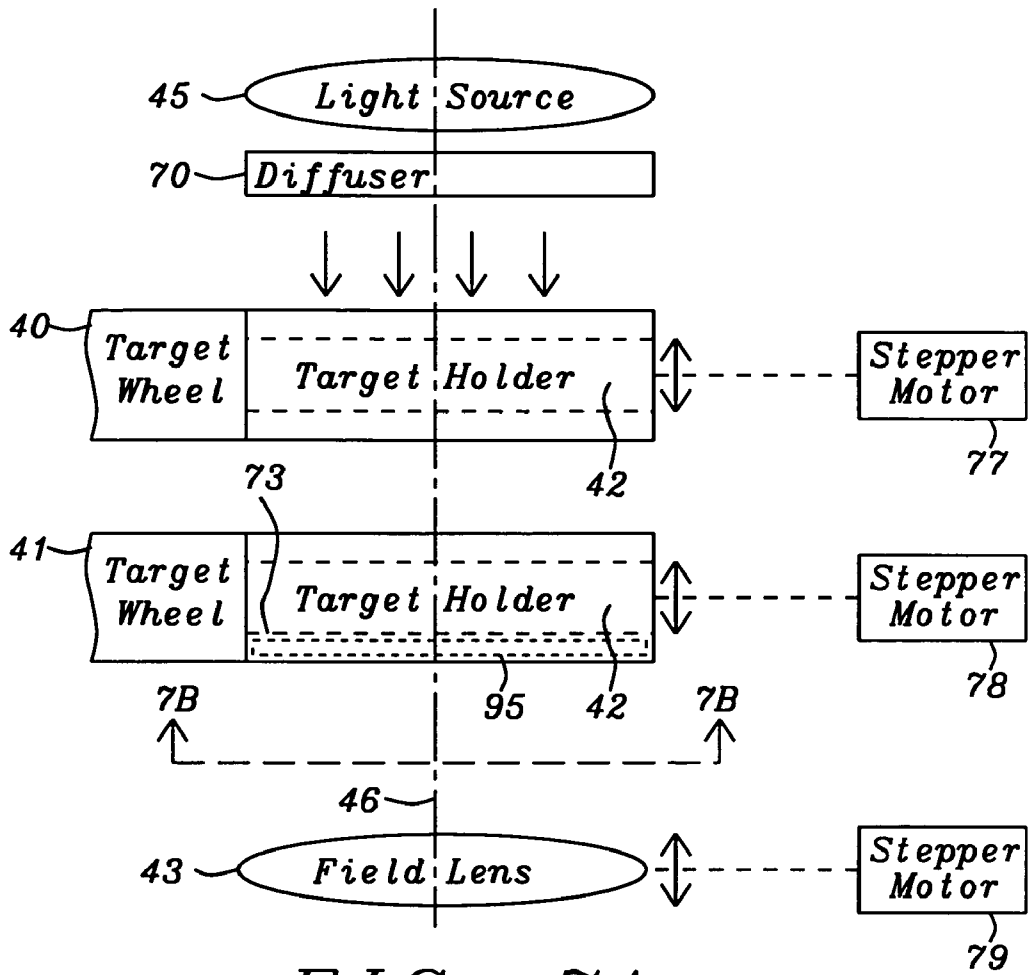 45
Light Source
70
Diffuser
40
Target
Wheel
Target Holder
42
Stepper
Motor
77
73
41
Target
Wheel
Target Holder
95
42
Stepper
Motor
78
7B
7B
46
43
Field Lens
Stepper
Motor
79